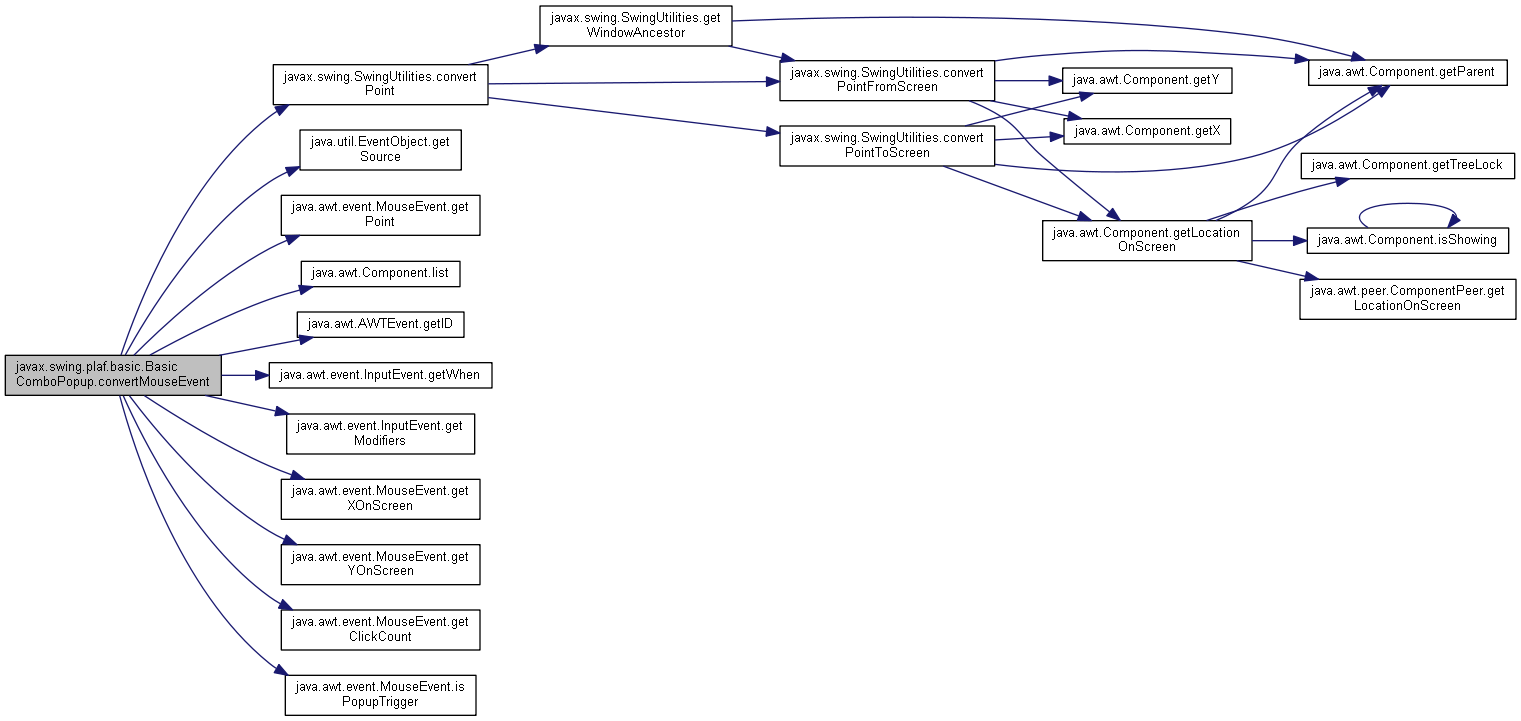 javax.swing.SwingUtilities.get
WindowAncestor
javax.swing.SwingUtilities.convert
Point
javax.swing.SwingUtilities.convert
PointFromScreen
java.awt.Component.getParent
java.awt.Component.getY
java.awt.Component.getX
javax.swing.SwingUtilities.convert
PointToScreen
java.util.EventObject.get
Source
java.awt.Component.getTreeLock
java.awt.event.MouseEvent.get
Point
java.awt.Component.getLocation
OnScreen
java.awt.Component.isShowing
java.awt.Component.list
java.awt.peer.ComponentPeer.get
LocationOnScreen
java.awt.AWTEvent.getID
javax.swing.plaf.basic.Basic
ComboPopup.convertMouseEvent
java.awt.event.InputEvent.getWhen
java.awt.event.InputEvent.get
Modifiers
java.awt.event.MouseEvent.get
XOnScreen
java.awt.event.MouseEvent.get
YOnScreen
java.awt.event.MouseEvent.get
ClickCount
java.awt.event.MouseEvent.is
PopupTrigger